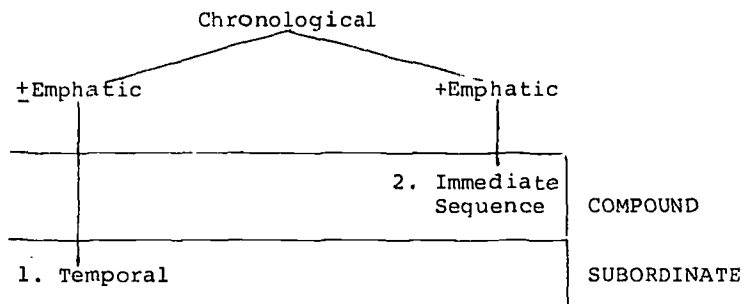 Chronological
±Emphatic +Emphatic
2. Immediate
Sequence COMPOUND
1. Temporal SUBORDINATE